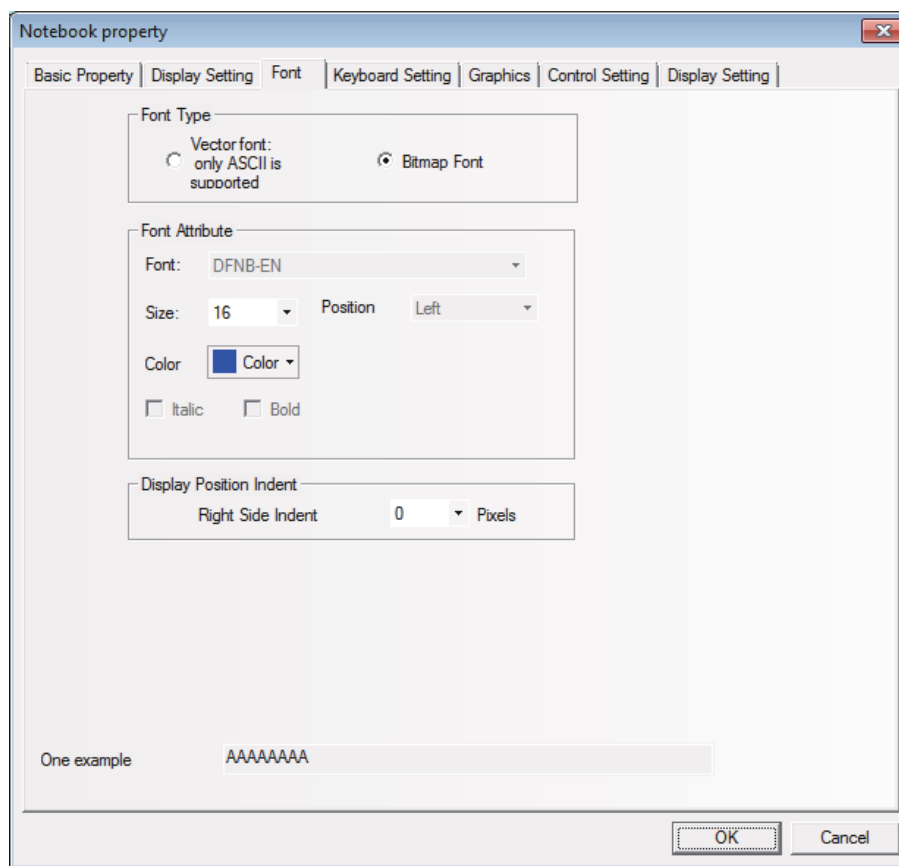 Notebook property
Basic Property Display Setting Font Keyboard Setting Graphics Control Setting Display Setting
Font Type
Vector font:
only ASCII is
supported
Bitmap Font
Font Attribute
Font: DFNB-EN
Size: 16 Position Left
Color Color
Italic Bold
Display Position Indent
Right Side Indent 0 Pixels
One example AAAAAAAA
OK Cancel